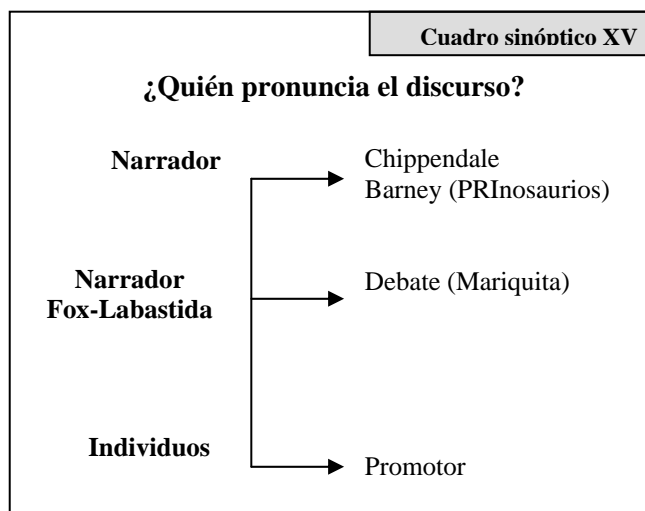 Cuadro sinóptico XV
¿Quién pronuncia el discurso?
Narrador
Chippendale
Barney (PRInosaurios)
Narrador
Fox-Labastida
Debate (Mariquita)
Individuos
Promotor